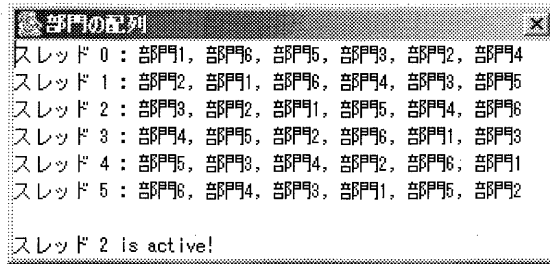 部門の配列
スレッド 0 : 部門1, 部門6, 部門5, 部門3, 部門2, 部門4
スレッド 1 : 部門2, 部門1, 部門6, 部門4, 部門3, 部門5
スレッド 2 : 部門3, 部門2, 部門1, 部門5, 部門4, 部門6
スレッド 3 : 部門4, 部門5, 部門2, 部門6, 部門1, 部門3
スレッド 4 : 部門5, 部門3, 部門4, 部門2, 部門6, 部門1
スレッド 5 : 部門6, 部門4, 部門3, 部門1, 部門5, 部門2
スレッド 2 is active!